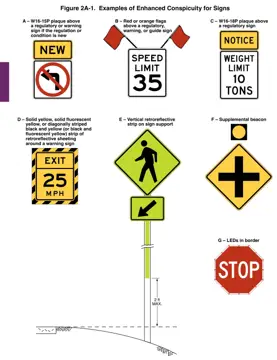 Figure 2A-1. Examples of Enhanced Conspicuity for Signs
A – W16-15P plaque above
a regulatory or warning
sign if the regulation or
condition is new
NEW
B – Red or orange flags
above a regulatory,
warning, or guide sign
SPEED
LIMIT
35
C – W16-18P plaque above
a regulatory sign
NOTICE
WEIGHT
LIMIT
10
TONS
D – Solid yellow, solid fluorescent
yellow, or diagonally striped
black and yellow (or black and
fluorescent yellow) strip of
retroreflective sheeting
around a warning sign
EXIT
25
MPH
E – Vertical retroreflective
strip on sign support
2 ft
MAX.
F – Supplemental beacon
G – LEDs in border
STOP